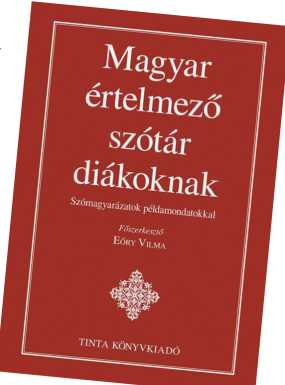 Magyar
értelmező
szótár
diákoknak
Szómagyarázatok példamondatokkal
Főszerkesztő
Eőry Vilma
TINTA KÖNYVKIADÓ